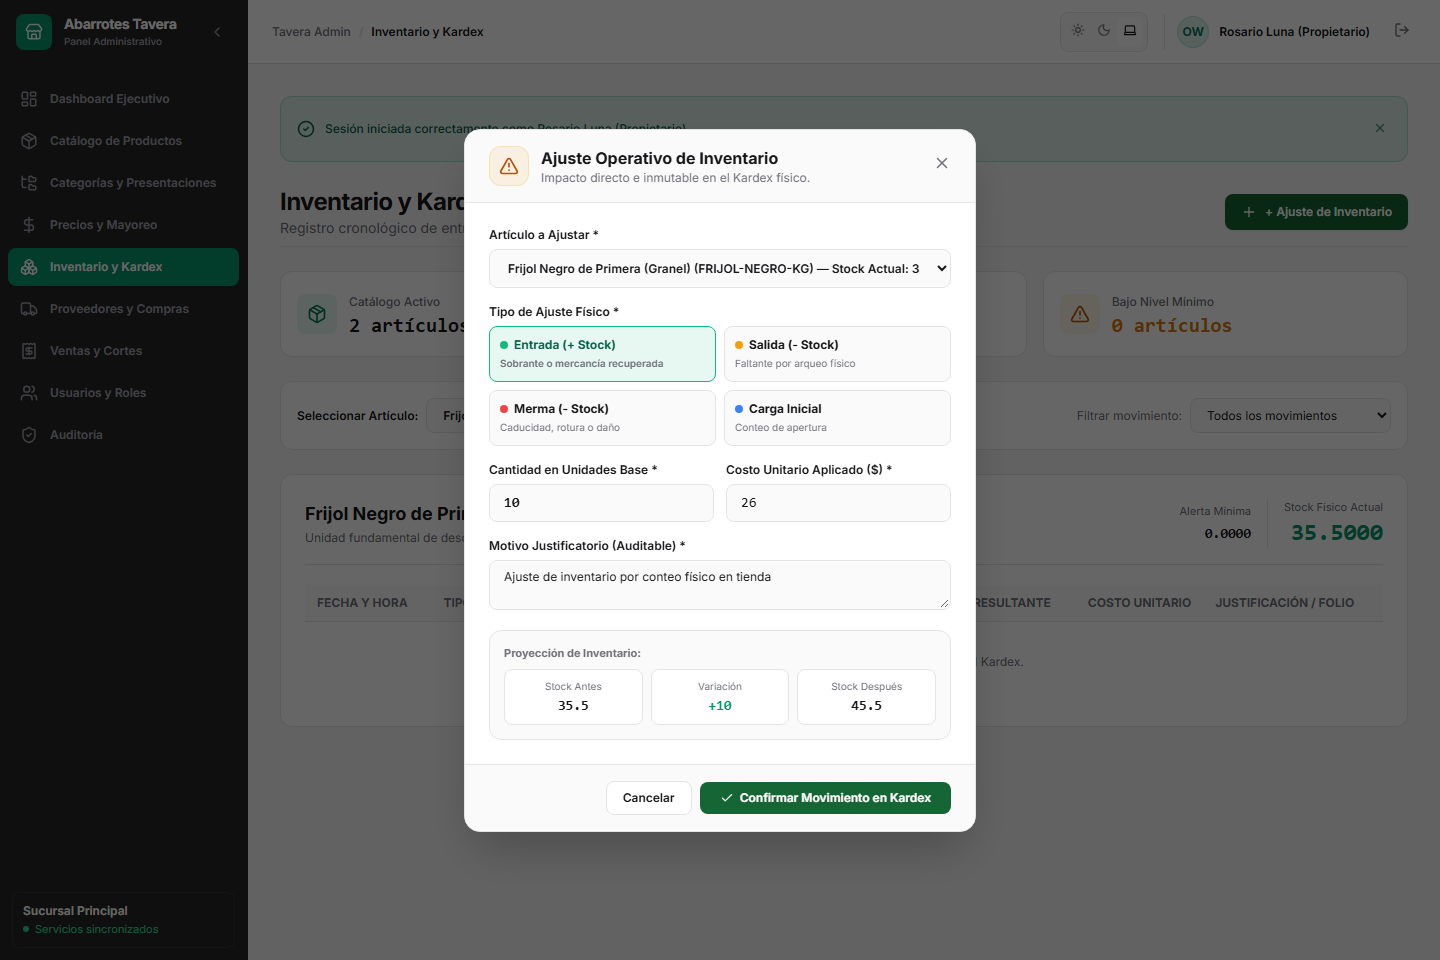 Abarrotes Tavera
Panel Administrativo
Dashboard Ejecutivo
Catálogo de Productos
Categorías y Presentaciones
Precios y Mayoreo
Inventario y Kardex
Proveedores y Compras
Ventas y Cortes
Usuarios y Roles
Auditoría
Sucursal Principal
Servicios sincronizados
Tavera Admin / Inventario y Kardex
OW Rosario Luna (Propietario)
Sesión iniciada correctamente como Rosario Luna (Propietario)
Inventario y
Registro cronológico de
+ Ajuste de Inventario
Catálogo Activo
2 artículos
Bajo Nivel Mínimo
0 artículos
Seleccionar Artículo:
Filtrar movimiento: Todos los movimientos
Frijol Negro de
Unidad fundamental de
Alerta Mínima
0.0000
Stock Físico Actual
35.5000
FECHA Y HORA
COSTO UNITARIO
JUSTIFICACIÓN / FOLIO
Kardex.
Ajuste Operativo de Inventario
Impacto directo e inmutable en el Kardex físico.
Artículo a Ajustar *
Frijol Negro de Primera (Granel) (FRIJOL-NEGRO-KG) — Stock Actual: 3
Tipo de Ajuste Físico *
Entrada (+ Stock)
Sobrante o mercancía recuperada
Salida (- Stock)
Faltante por arqueo físico
Merma (- Stock)
Caducidad, rotura o daño
Carga Inicial
Conteo de apertura
Cantidad en Unidades Base *
10
Costo Unitario Aplicado ($) *
26
Motivo Justificatorio (Auditable) *
Ajuste de inventario por conteo físico en tienda
Proyección de Inventario:
Stock Antes
35.5
Variación
+10
Stock Después
45.5
Cancelar
Confirmar Movimiento en Kardex